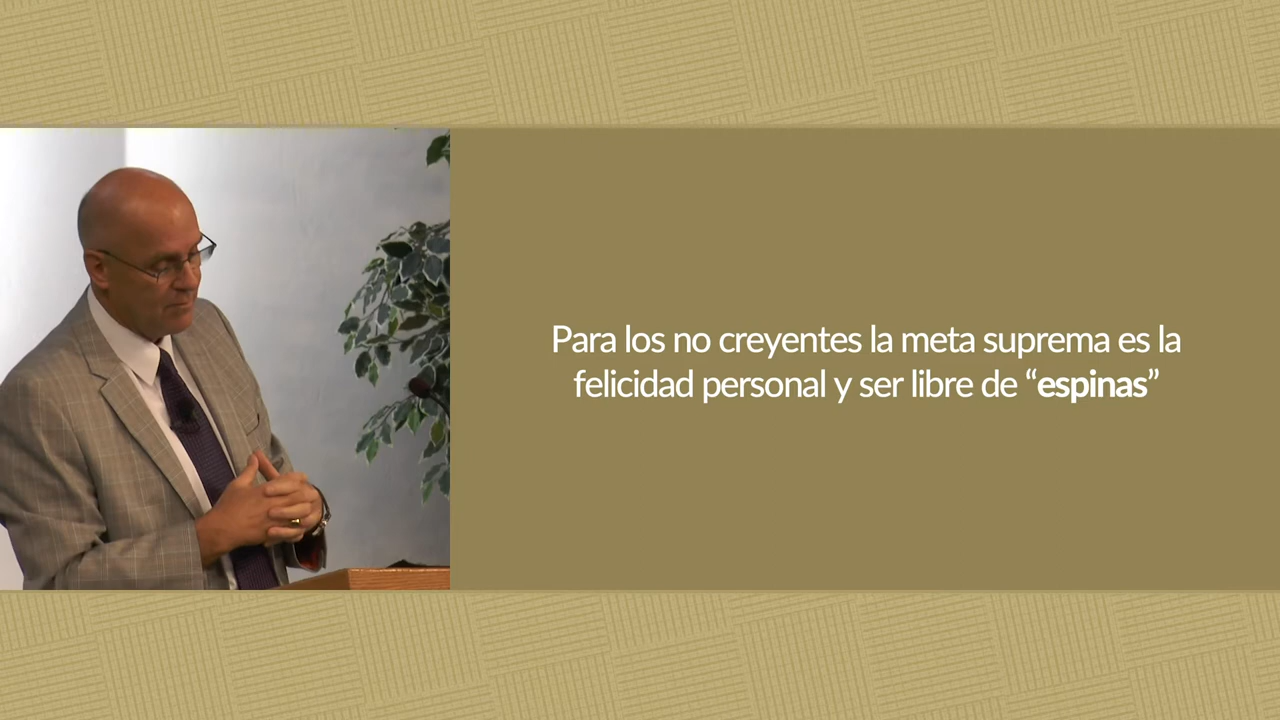 Para los no creyentes la meta suprema es la
felicidad personal y ser libre de “espinas”